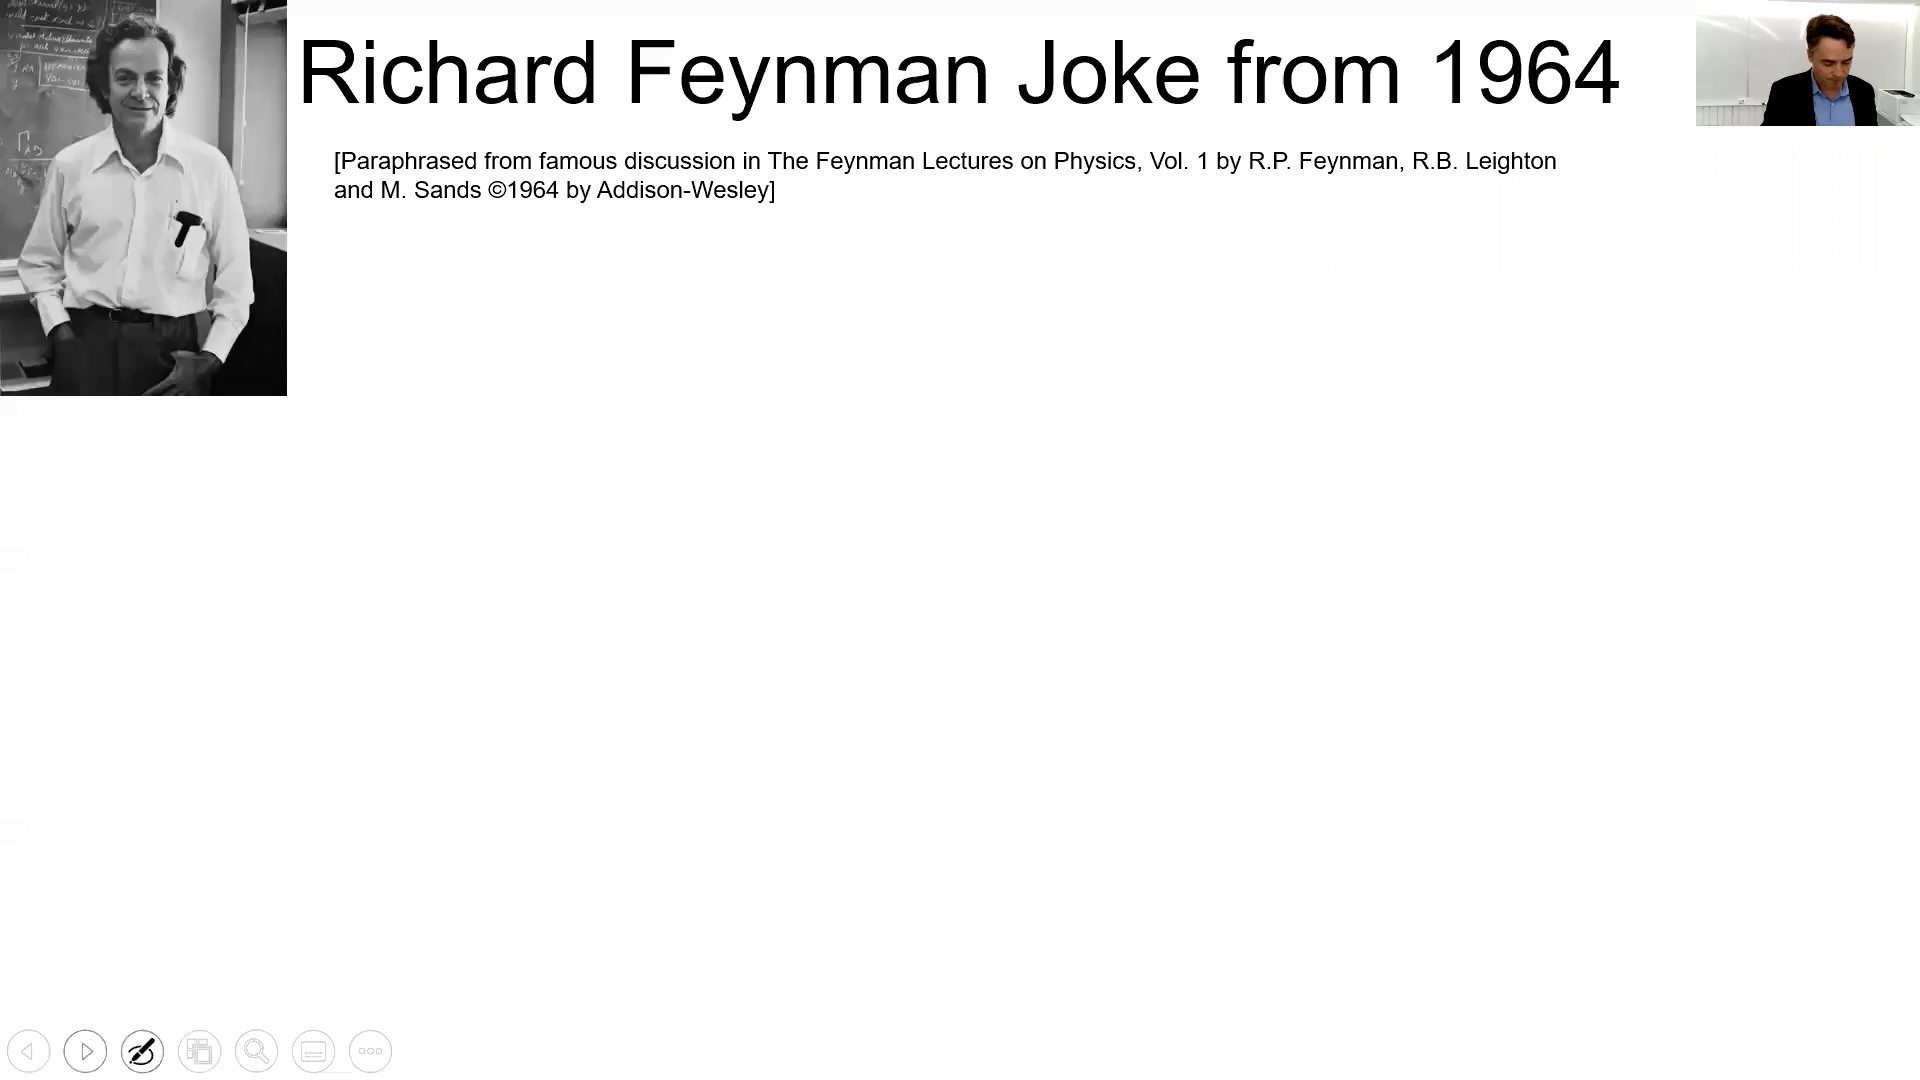 Richard Feynman Joke from 1964
[Paraphrased from famous discussion in The Feynman Lectures on Physics, Vol. 1 by R.P. Feynman, R.B. Leighton
and M. Sands ©1964 by Addison-Wesley]